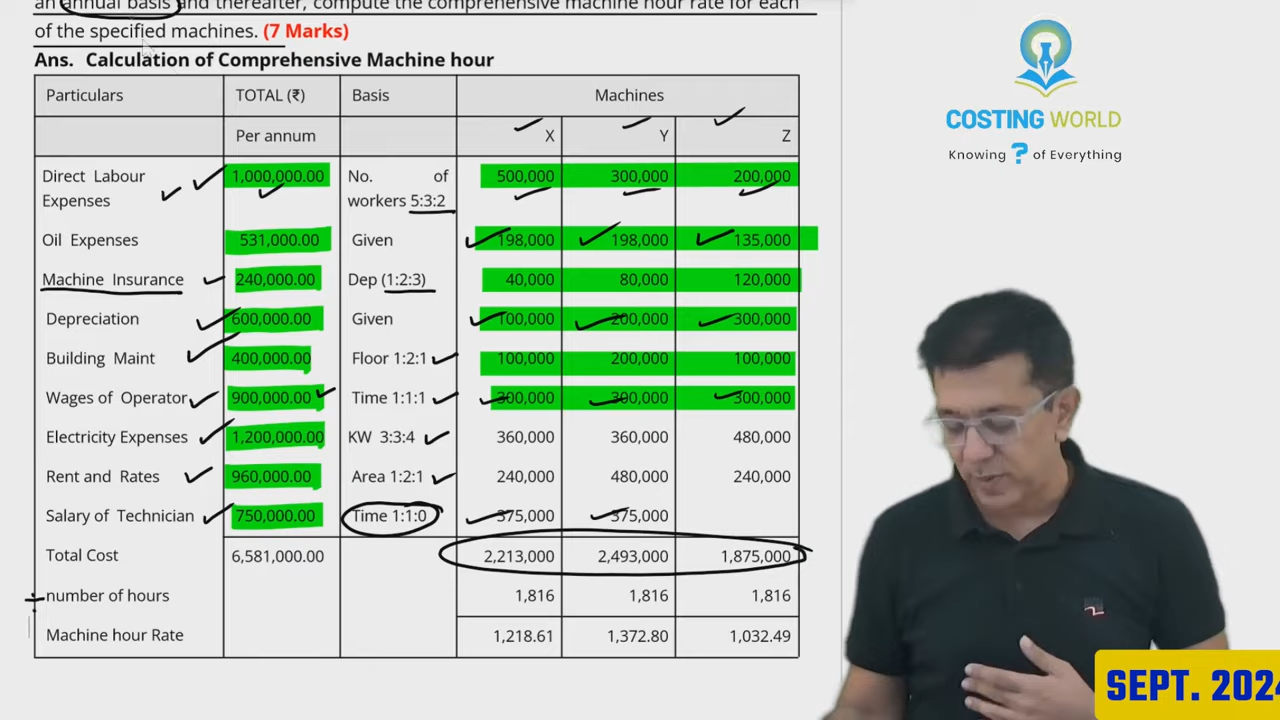 an annual basis and thereafter, compute the comprehensive machine hour rate for each
of the specified machines. (7 Marks)
Ans. Calculation of Comprehensive Machine hour
Particulars TOTAL (₹) Basis Machines
Per annum X Y Z
Direct Labour Expenses 1,000,000.00 No. of workers 5:3:2 500,000 300,000 200,000
Oil Expenses 531,000.00 Given 198,000 198,000 135,000
Machine Insurance 240,000.00 Dep (1:2:3) 40,000 80,000 120,000
Depreciation 600,000.00 Given 100,000 200,000 300,000
Building Maint 400,000.00 Floor 1:2:1 100,000 200,000 100,000
Wages of Operator 900,000.00 Time 1:1:1 300,000 300,000 300,000
Electricity Expenses 1,200,000.00 KW 3:3:4 360,000 360,000 480,000
Rent and Rates 960,000.00 Area 1:2:1 240,000 480,000 240,000
Salary of Technician 750,000.00 Time 1:1:0 375,000 375,000
Total Cost 6,581,000.00 2,213,000 2,493,000 1,875,000
÷ number of hours 1,816 1,816 1,816
Machine hour Rate 1,218.61 1,372.80 1,032.49
COSTING WORLD
Knowing ? of Everything
SEPT. 202